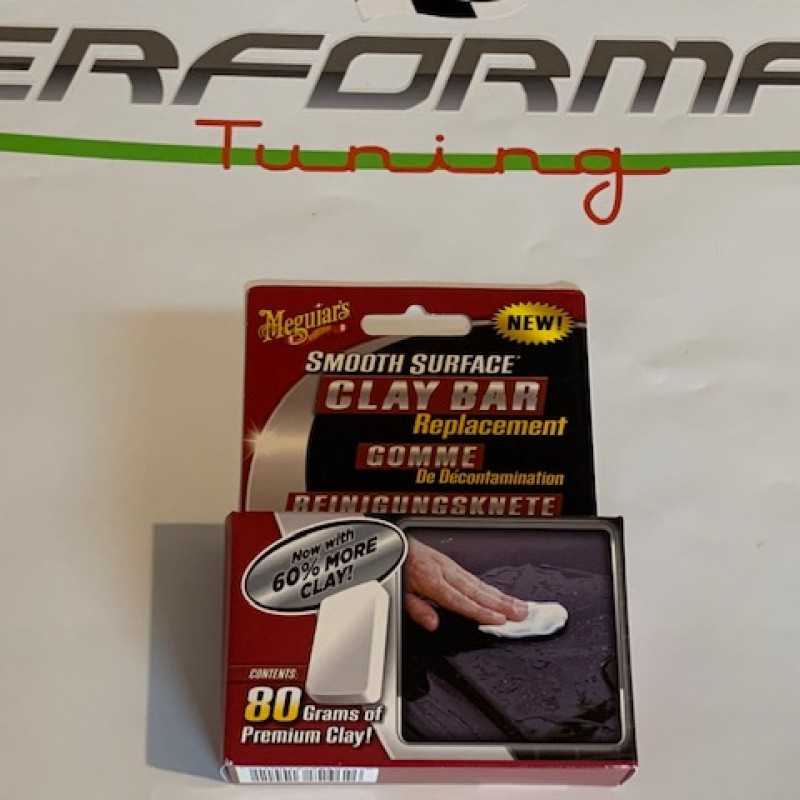 ERFORMA
Tuning
Meguiar's
NEW!
SMOOTH SURFACE
CLAY BAR
Replacement
GOMME
De Décontamination
REINIGUNGSKNETE
Now with
60% MORE
CLAY!
CONTENTS:
80 Grams of
Premium Clay!